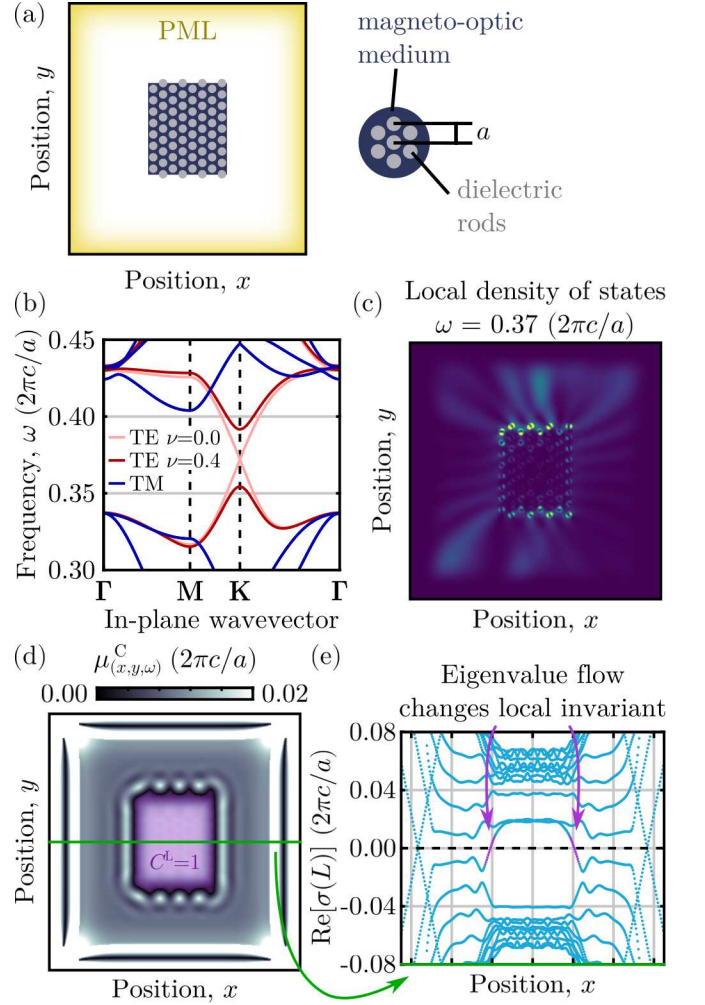 (a)
PML
Position, y
Position, x
magneto-optic
medium
a
dielectric
rods
(b)
Frequency, ω (2πc/a)
0.45
0.40
0.35
0.30
TE ν=0.0
TE ν=0.4
TM
Γ M K Γ
In-plane wavevector
(c)
Local density of states
ω = 0.37 (2πc/a)
Position, y
Position, x
(d)
μ^C_(x,y,ω) (2πc/a)
0.00 0.02
Position, y
C^L=1
Position, x
(e)
Eigenvalue flow
changes local invariant
Re[σ(L)] (2πc/a)
0.08
0.04
0.00
-0.04
-0.08
Position, x